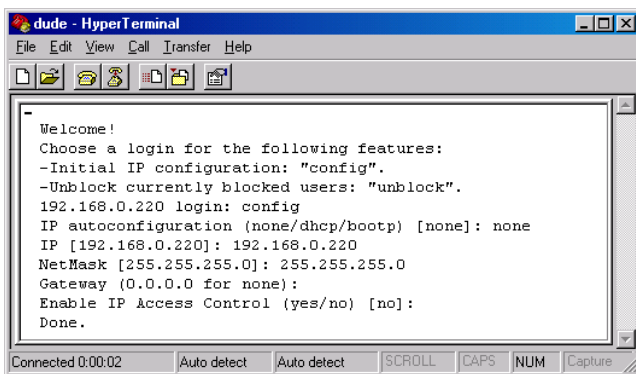 dude - HyperTerminal
File Edit View Call Transfer Help
Welcome!
Choose a login for the following features:
-Initial IP configuration: "config".
-Unblock currently blocked users: "unblock".
192.168.0.220 login: config
IP autoconfiguration (none/dhcp/bootp) [none]: none
IP [192.168.0.220]: 192.168.0.220
NetMask [255.255.255.0]: 255.255.255.0
Gateway (0.0.0.0 for none):
Enable IP Access Control (yes/no) [no]:
Done.
Connected 0:00:02 Auto detect Auto detect SCROLL CAPS NUM Capture